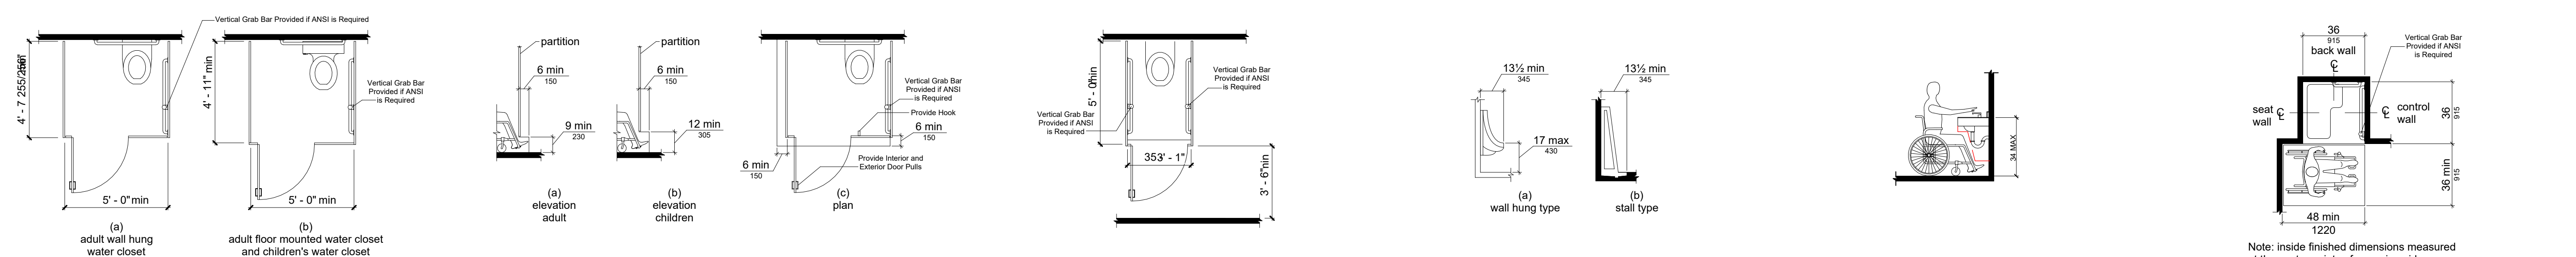 Vertical Grab Bar Provided if ANSI is Required
4' - 7
5' - 0" min
(a)
adult wall hung
water closet
4' - 11" min
Vertical Grab Bar
Provided if ANSI
is Required
5' - 0" min
(b)
adult floor mounted water closet
and children's water closet
partition
6 min
150
9 min
230
(a)
elevation
adult
partition
6 min
150
12 min
305
(b)
elevation
children
Vertical Grab Bar
Provided if ANSI
is Required
Provide Hook
6 min
150
6 min
150
Provide Interior and
Exterior Door Pulls
(c)
plan
5' - 0" min
Vertical Grab Bar
Provided if ANSI
is Required
Vertical Grab Bar
Provided if ANSI
is Required
3' - 1"
3' - 6" min
13½ min
345
17 max
430
(a)
wall hung type
13½ min
345
(b)
stall type
34 MAX
36
915
back wall
℄
Vertical Grab Bar
Provided if ANSI
is Required
seat ℄
wall
℄ control
wall
36
915
36 min
915
48 min
1220
Note: inside finished dimensions measured